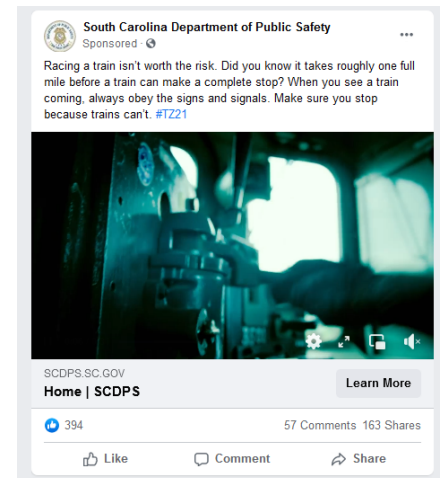 South Carolina Department of Public Safety
Sponsored ·
Racing a train isn't worth the risk. Did you know it takes roughly one full
mile before a train can make a complete stop? When you see a train
coming, always obey the signs and signals. Make sure you stop
because trains can't. #TZ21
SCDPS.SC.GOV
Home | SCDPS
Learn More
394
57 Comments 163 Shares
Like
Comment
Share